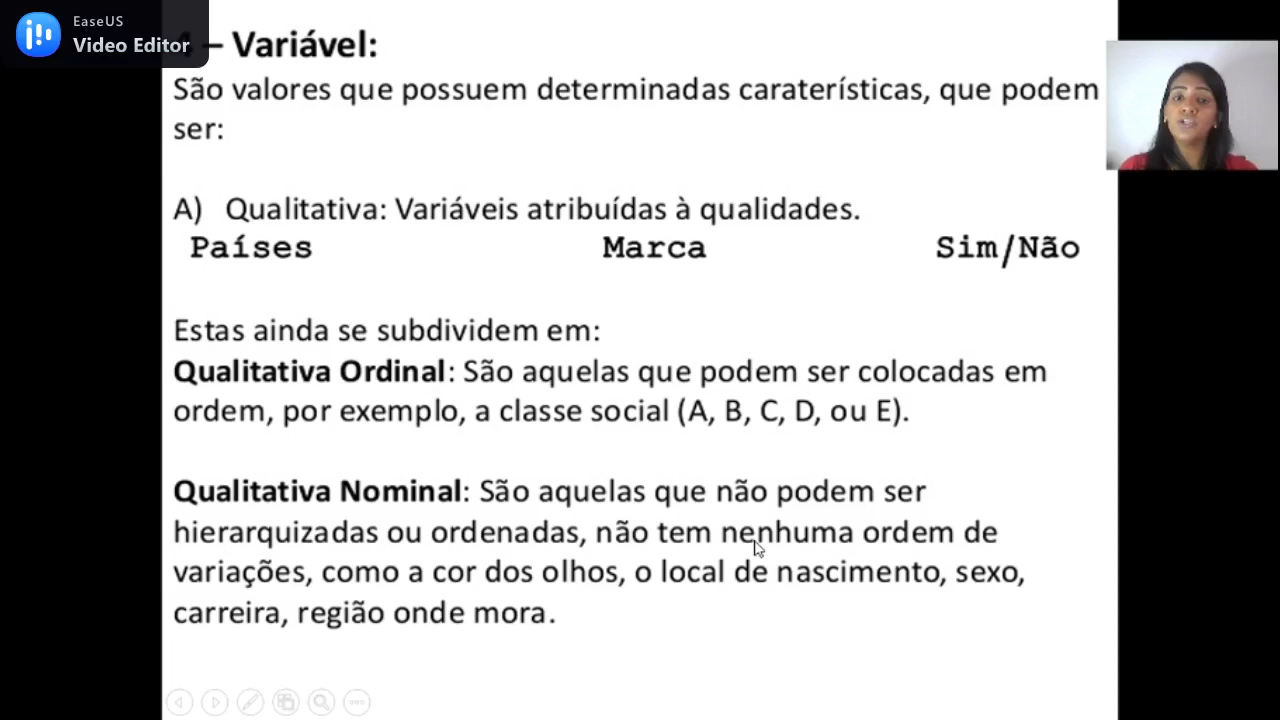 EaseUS
Video Editor
– Variável:
São valores que possuem determinadas caraterísticas, que podem
ser:
A) Qualitativa: Variáveis atribuídas à qualidades.
Países Marca Sim/Não
Estas ainda se subdividem em:
Qualitativa Ordinal: São aquelas que podem ser colocadas em
ordem, por exemplo, a classe social (A, B, C, D, ou E).
Qualitativa Nominal: São aquelas que não podem ser
hierarquizadas ou ordenadas, não tem nenhuma ordem de
variações, como a cor dos olhos, o local de nascimento, sexo,
carreira, região onde mora.